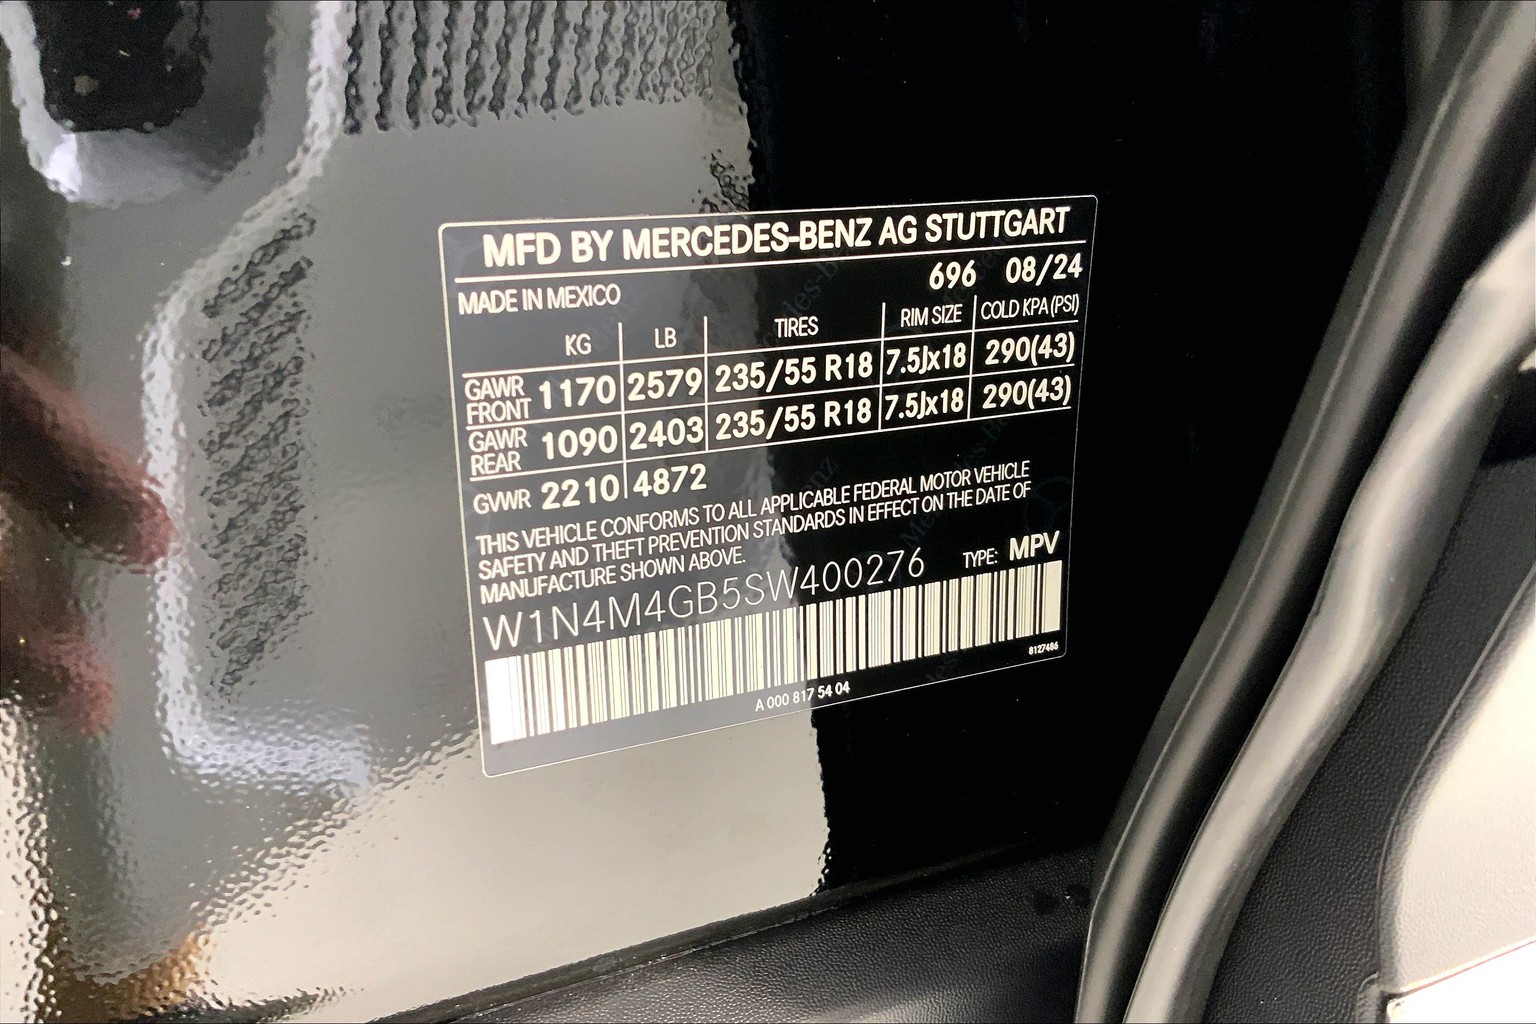 MFD BY MERCEDES-BENZ AG STUTTGART
696 08/24
MADE IN MEXICO
KG LB TIRES RIM SIZE COLD KPA (PSI)
GAWR FRONT 1170 2579 235/55 R18 7.5Jx18 290(43)
GAWR REAR 1090 2403 235/55 R18 7.5Jx18 290(43)
GVWR 2210 4872
THIS VEHICLE CONFORMS TO ALL APPLICABLE FEDERAL MOTOR VEHICLE
SAFETY AND THEFT PREVENTION STANDARDS IN EFFECT ON THE DATE OF
MANUFACTURE SHOWN ABOVE.
W1N4M4GB5SW400276 TYPE: MPV
8127486
A 000 817 54 04